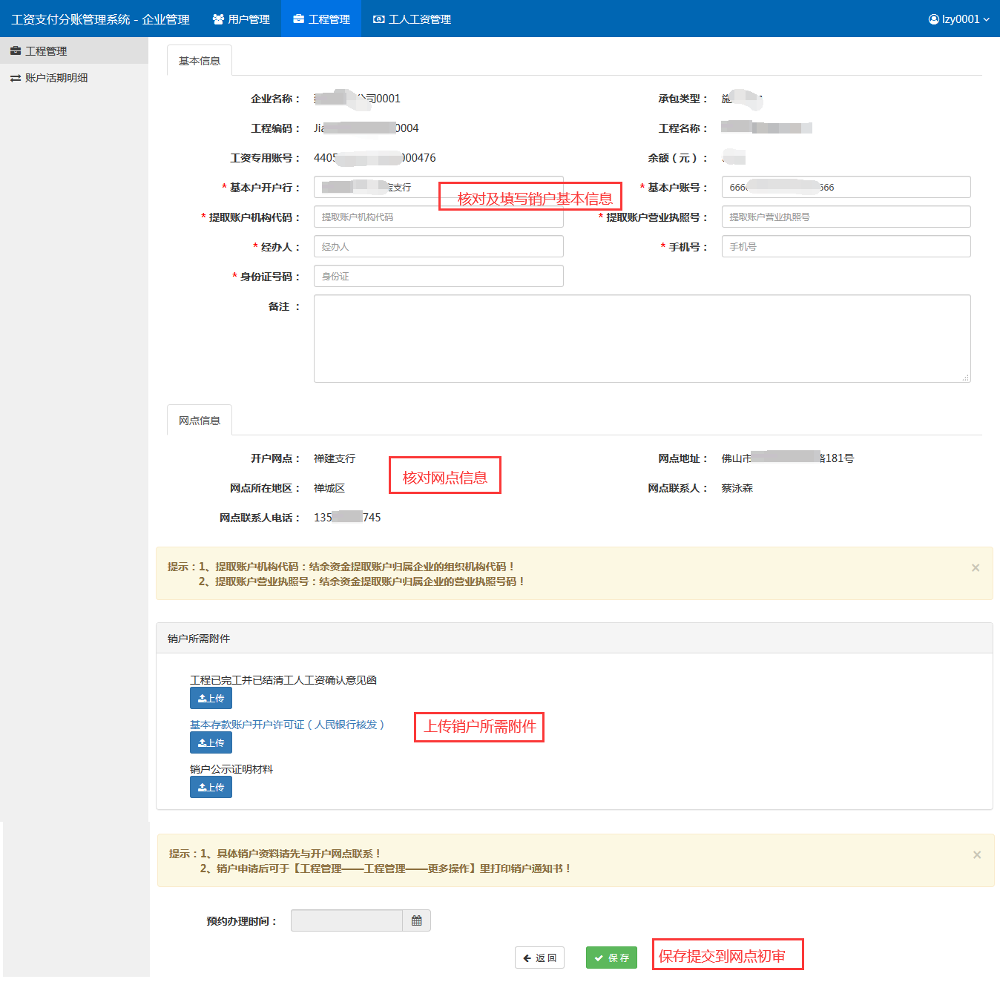 工资支付分账管理系统 - 企业管理 用户管理 工程管理 工人工资管理 lzy0001
工程管理
账户活期明细
基本信息
企业名称： 公司0001 承包类型： 施
工程编码： Jia 0004 工程名称：
工资专用账号： 4405 000476 余额（元）：
* 基本户开户行： 支行 * 基本户账号： 666 666
核对及填写销户基本信息
* 提取账户机构代码： 提取账户机构代码 * 提取账户营业执照号： 提取账户营业执照号
* 经办人： 经办人 * 手机号： 手机号
* 身份证号码： 身份证
备注 ：
网点信息
开户网点： 禅建支行 网点地址： 佛山市 路181号
核对网点信息
网点所在地区： 禅城区 网点联系人： 蔡泳森
网点联系人电话： 135 745
提示：1、提取账户机构代码：结余资金提取账户归属企业的组织机构代码！ ×
2、提取账户营业执照号：结余资金提取账户归属企业的营业执照号码！
销户所需附件
工程已完工并已结清工人工资确认意见函
上传
基本存款账户开户许可证（人民银行核发）
上传销户所需附件
上传
销户公示证明材料
上传
提示：1、具体销户资料请先与开户网点联系！ ×
2、销户申请后可于【工程管理——工程管理——更多操作】里打印销户通知书！
预约办理时间：
返回 保存 保存提交到网点初审